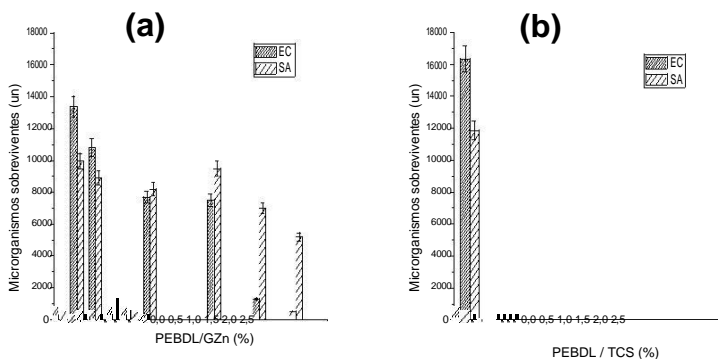 (a)
Microrganismos sobreviventes (un)
18000
16000
14000
12000
10000
8000
6000
4000
2000
0
EC
SA
0,0 0,5 1,0 1,5 2,0 2,5
PEBDL/GZn (%)
(b)
Microrganismos sobreviventes (un)
18000
16000
14000
12000
10000
8000
6000
4000
2000
0
EC
SA
0,0 0,5 1,0 1,5 2,0 2,5
PEBDL / TCS (%)